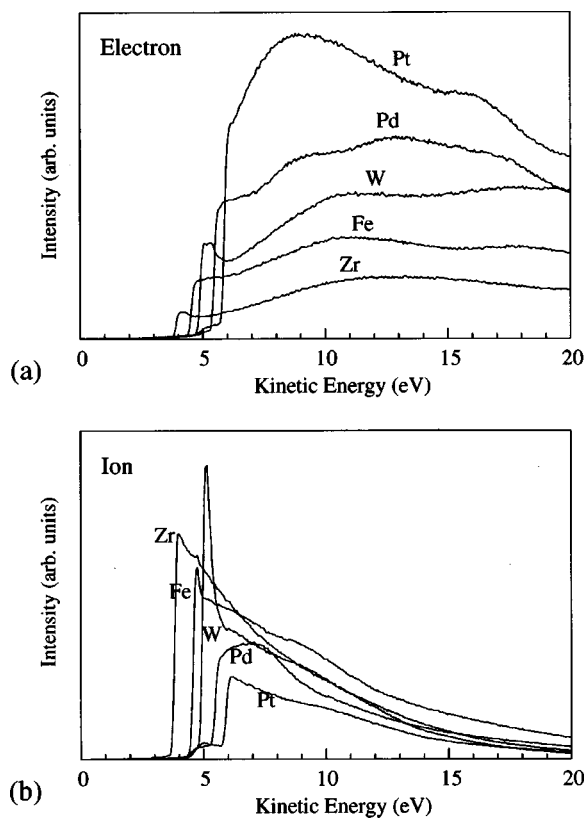 Electron
Pt
Pd
W
Fe
Zr
Intensity (arb. units)
0 5 10 15 20
Kinetic Energy (eV)
(a)
Ion
Zr
Fe
W
Pd
Pt
Intensity (arb. units)
0 5 10 15 20
Kinetic Energy (eV)
(b)